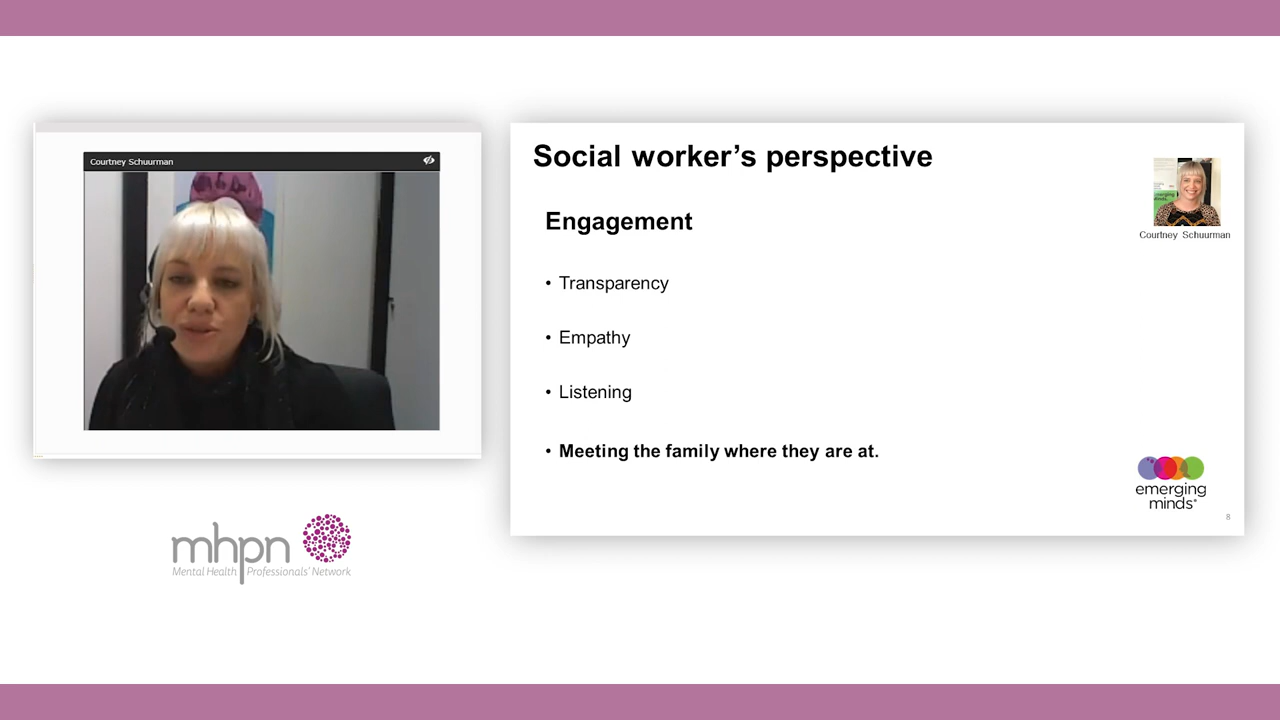 Courtney Schuurman
mhpn
Mental Health Professionals' Network
Social worker's perspective
Engagement
• Transparency
• Empathy
• Listening
• Meeting the family where they are at.
Courtney Schuurman
emerging
minds
8